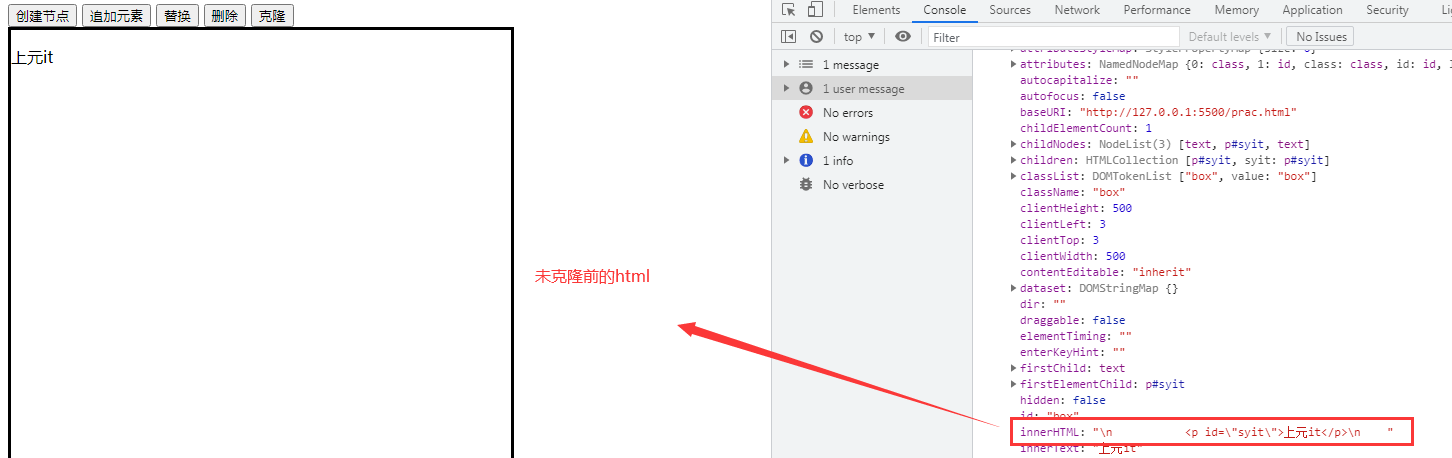 创建节点 追加元素 替换 删除 克隆
上元it
未克隆前的html
Elements Console Sources Network Performance Memory Application Security
top ▼ Filter Default levels ▼ No Issues
1 message
1 user message
No errors
No warnings
1 info
No verbose
attributes: NamedNodeMap {0: class, 1: id, class: class, id: id, l
autocapitalize: ""
autofocus: false
baseURI: "http://127.0.0.1:5500/prac.html"
childElementCount: 1
childNodes: NodeList(3) [text, p#syit, text]
children: HTMLCollection [p#syit, syit: p#syit]
classList: DOMTokenList ["box", value: "box"]
className: "box"
clientHeight: 500
clientLeft: 3
clientTop: 3
clientWidth: 500
contentEditable: "inherit"
dataset: DOMStringMap {}
dir: ""
draggable: false
elementTiming: ""
enterKeyHint: ""
firstChild: text
firstElementChild: p#syit
hidden: false
id: "box"
innerHTML: "\n <p id=\"syit\">上元it</p>\n "
innerText: "上元it"